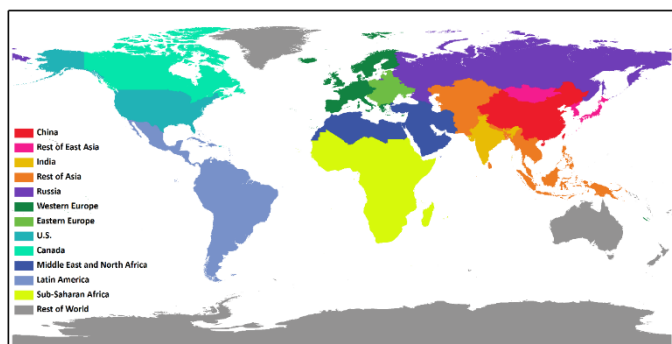 China
Rest of East Asia
India
Rest of Asia
Russia
Western Europe
Eastern Europe
U.S.
Canada
Middle East and North Africa
Latin America
Sub-Saharan Africa
Rest of World